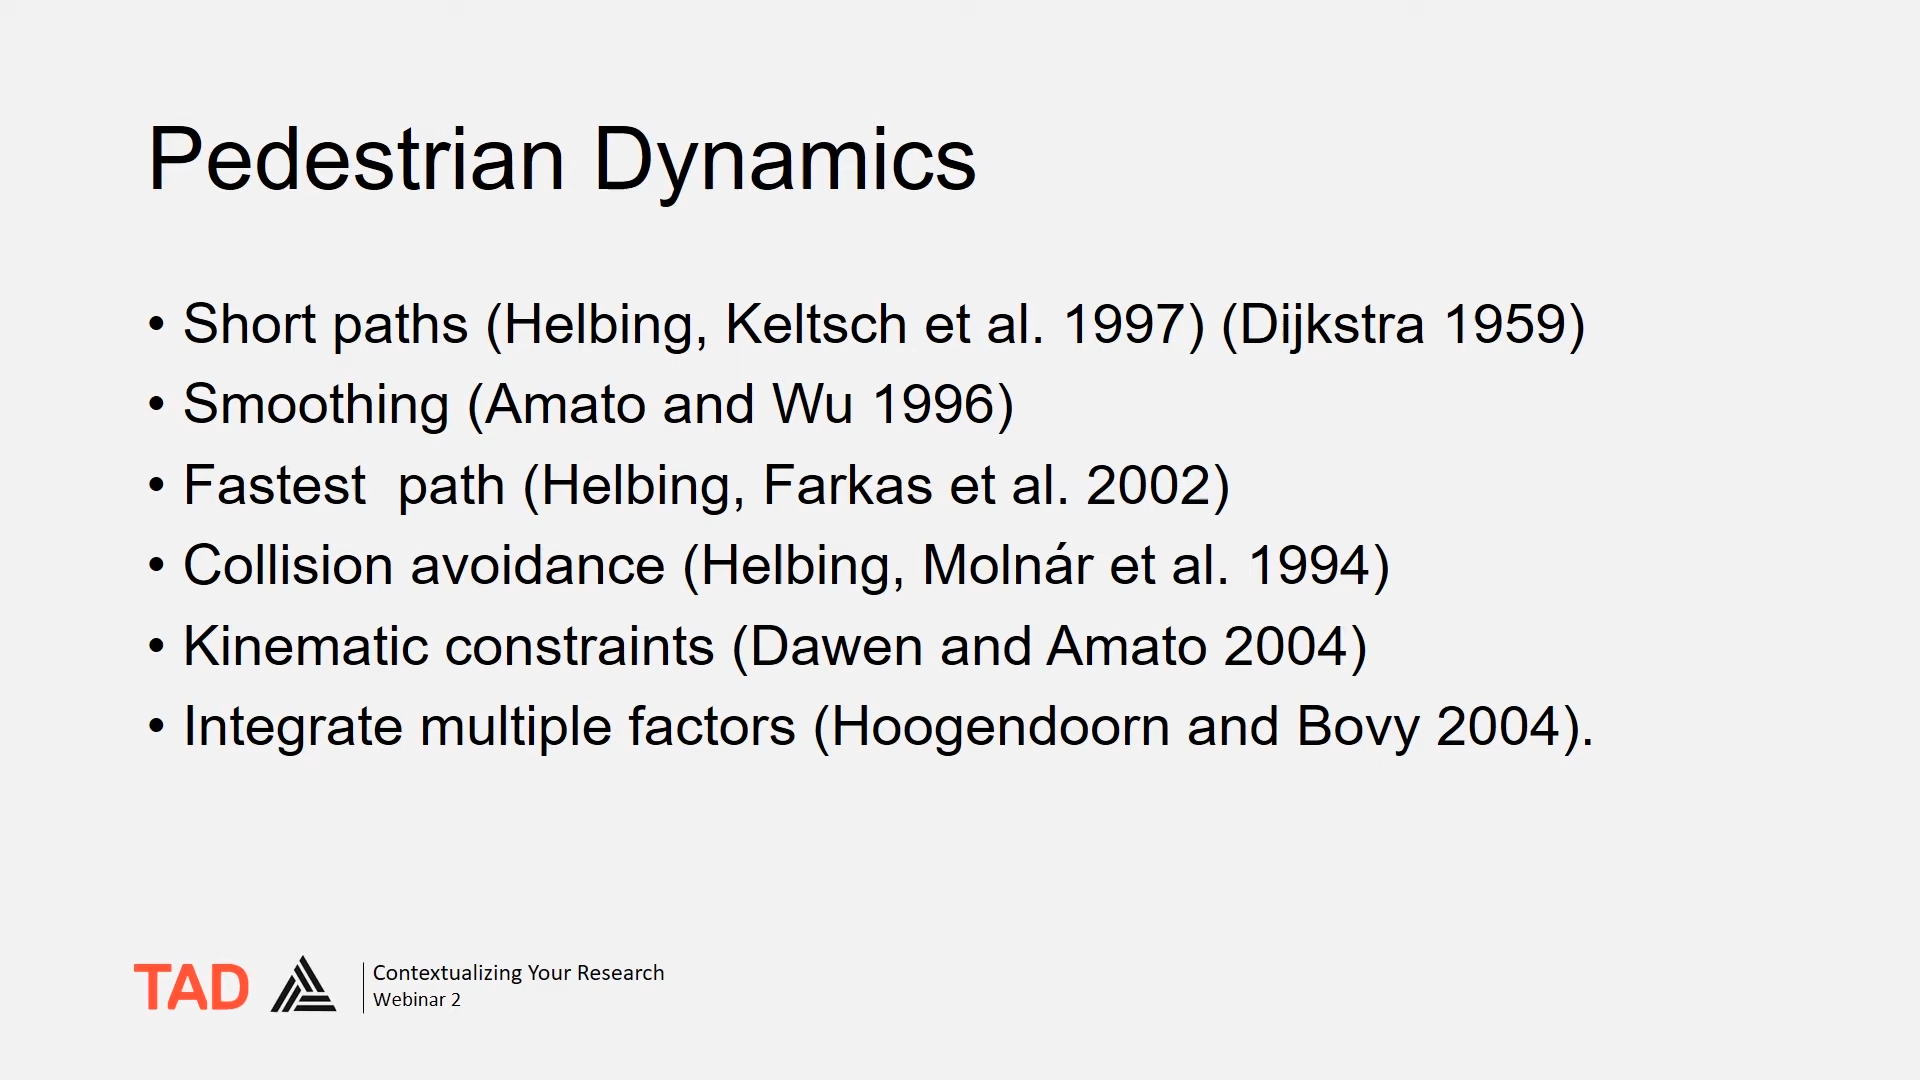 Pedestrian Dynamics
• Short paths (Helbing, Keltsch et al. 1997) (Dijkstra 1959)
• Smoothing (Amato and Wu 1996)
• Fastest  path (Helbing, Farkas et al. 2002)
• Collision avoidance (Helbing, Molnár et al. 1994)
• Kinematic constraints (Dawen and Amato 2004)
• Integrate multiple factors (Hoogendoorn and Bovy 2004).
TAD
Contextualizing Your Research
Webinar 2